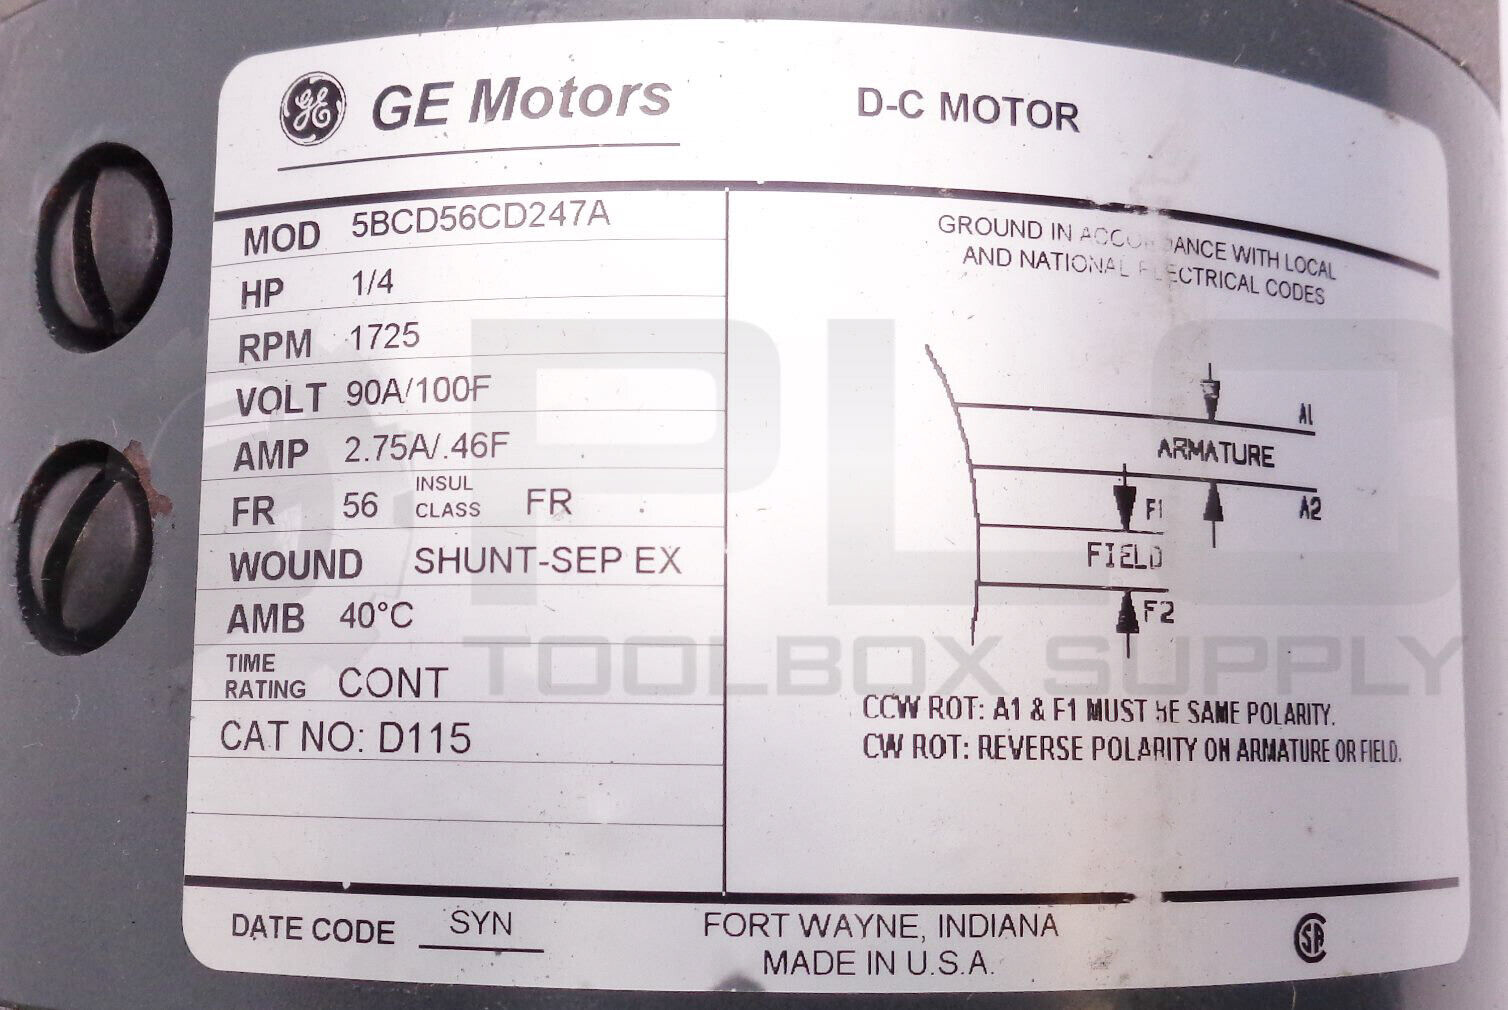 GE GE Motors
D-C MOTOR
MOD 5BCD56CD247A
HP 1/4
RPM 1725
VOLT 90A/100F
AMP 2.75A/.46F
FR 56 INSUL CLASS FR
WOUND SHUNT-SEP EX
AMB 40°C
TIME RATING CONT
CAT NO: D115
GROUND IN ACCORDANCE WITH LOCAL
AND NATIONAL ELECTRICAL CODES
A1
ARMATURE
A2
F1
FIELD
F2
CCW ROT: A1 & F1 MUST BE SAME POLARITY.
CW ROT: REVERSE POLARITY ON ARMATURE OR FIELD.
DATE CODE SYN
FORT WAYNE, INDIANA
MADE IN U.S.A.
SA
PLC
TOOLBOX SUPPLY